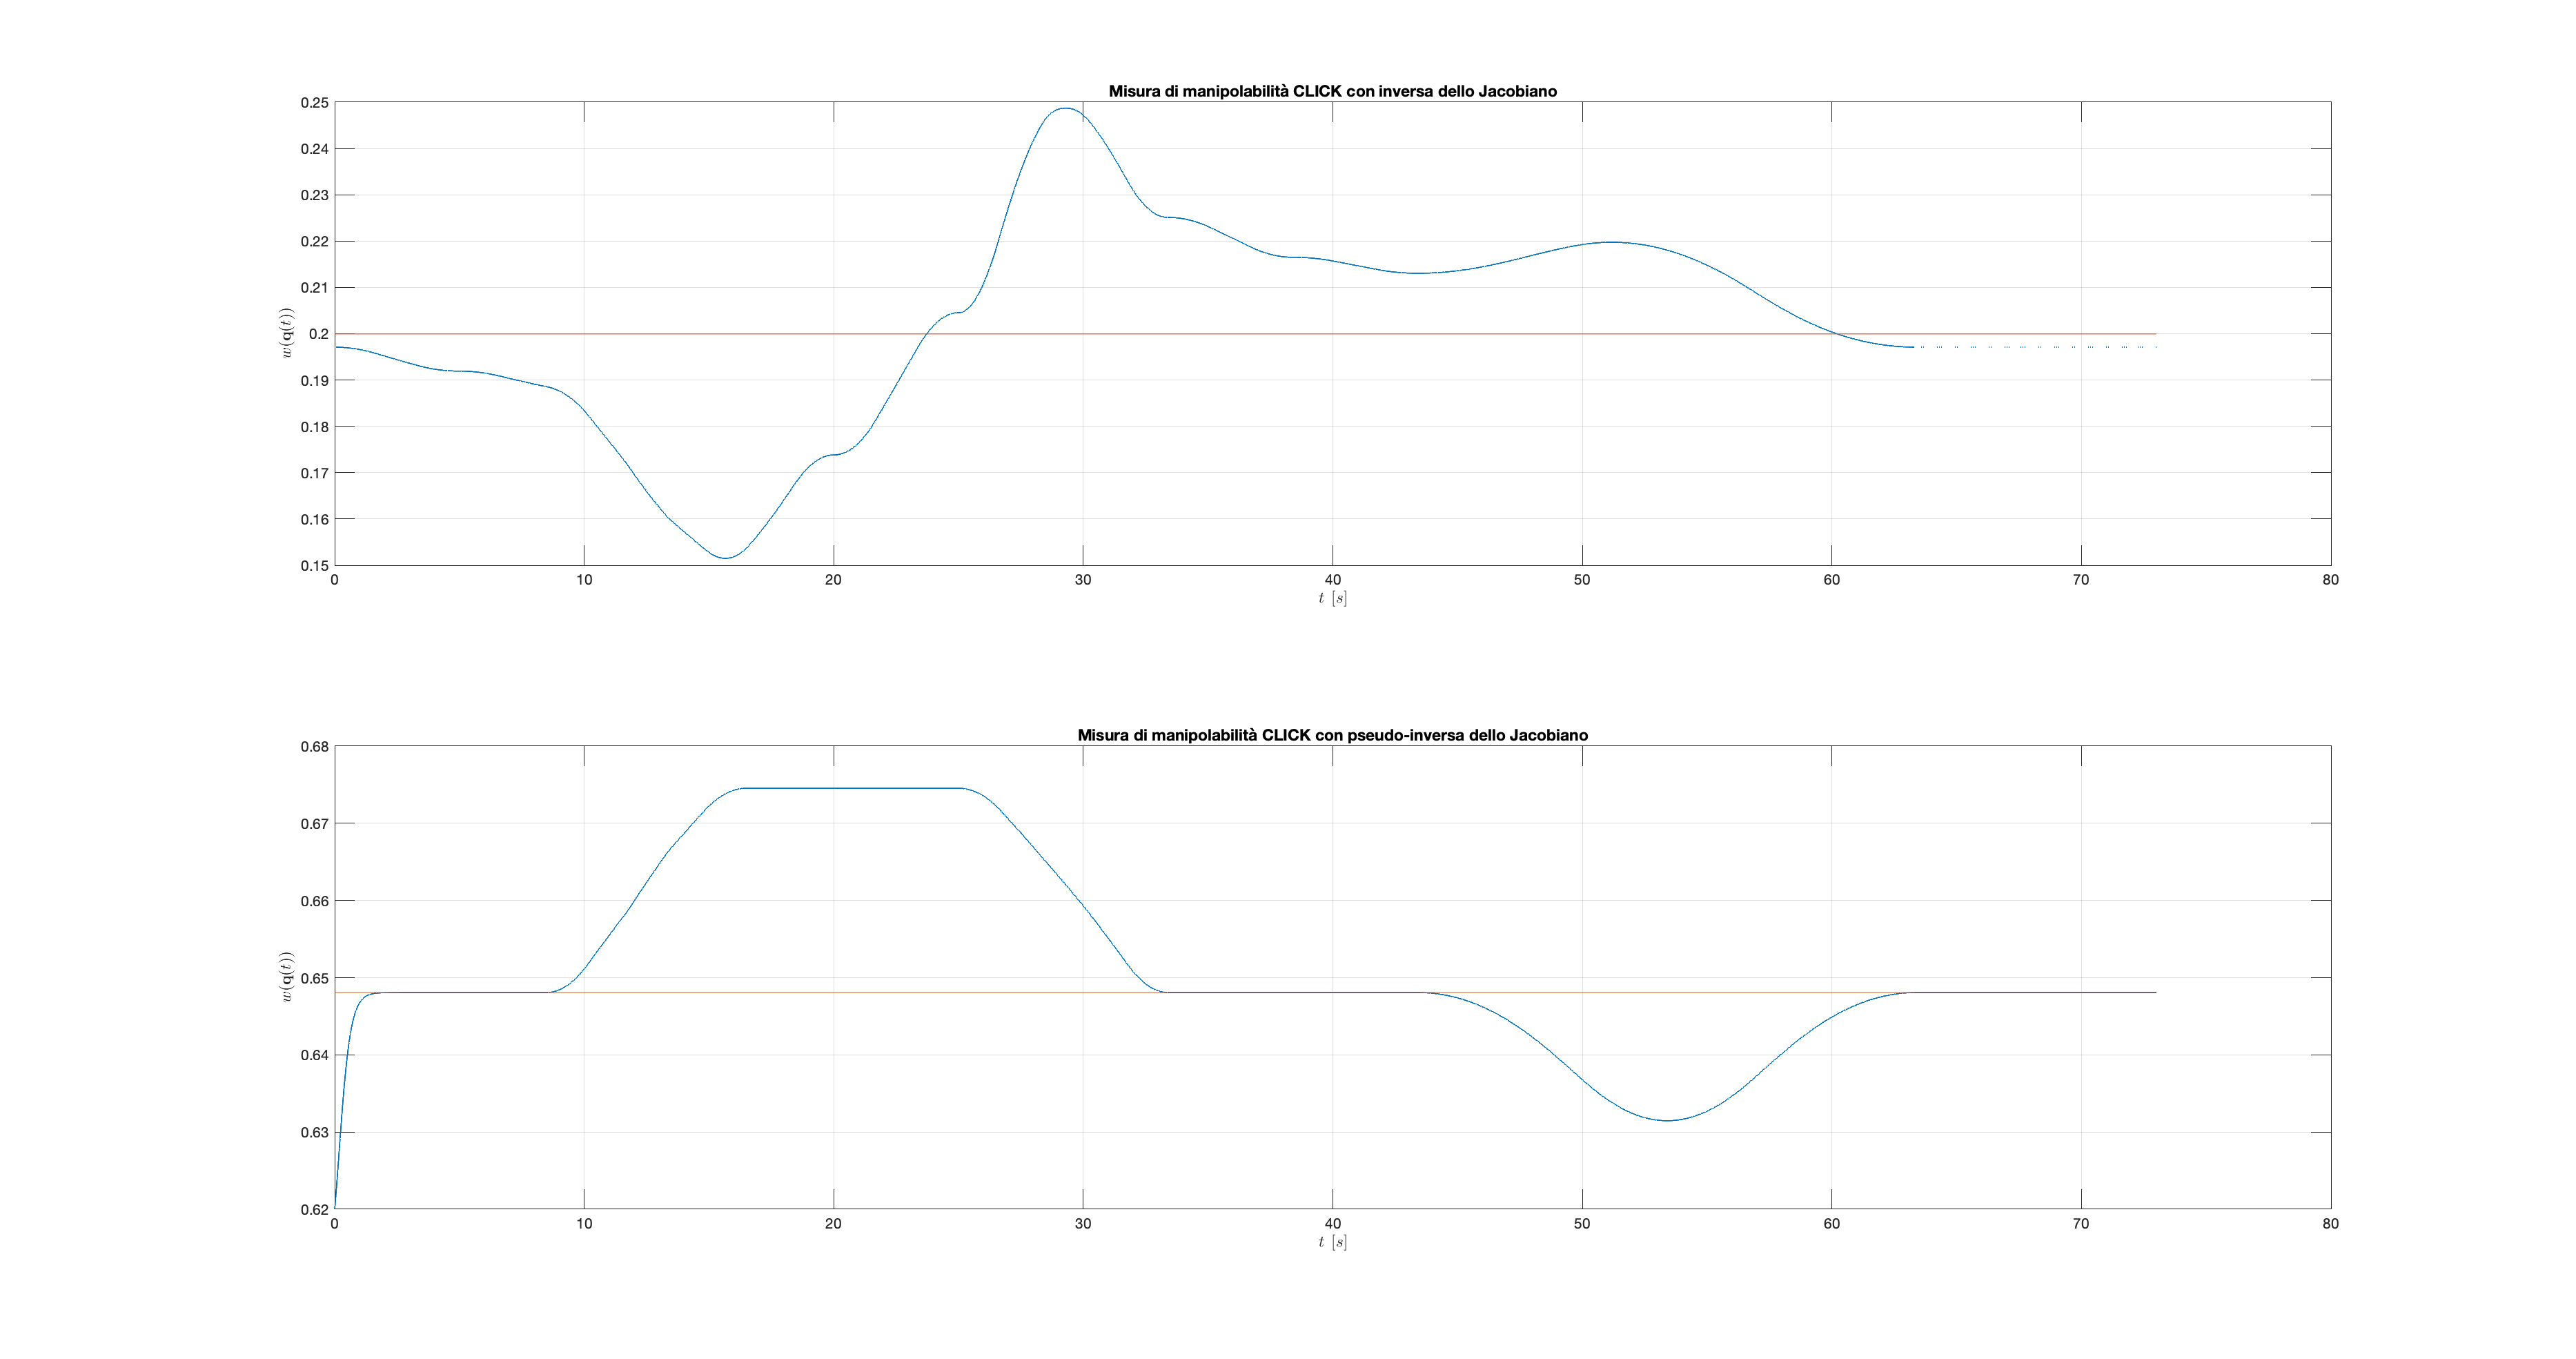 Misura di manipolabilità CLICK con inversa dello Jacobiano
0.25
0.24
0.23
0.22
0.21
0.2
0.19
0.18
0.17
0.16
0.15
w(q(t))
0 10 20 30 40 50 60 70 80
t [s]
Misura di manipolabilità CLICK con pseudo-inversa dello Jacobiano
0.68
0.67
0.66
0.65
0.64
0.63
0.62
w(q(t))
0 10 20 30 40 50 60 70 80
t [s]